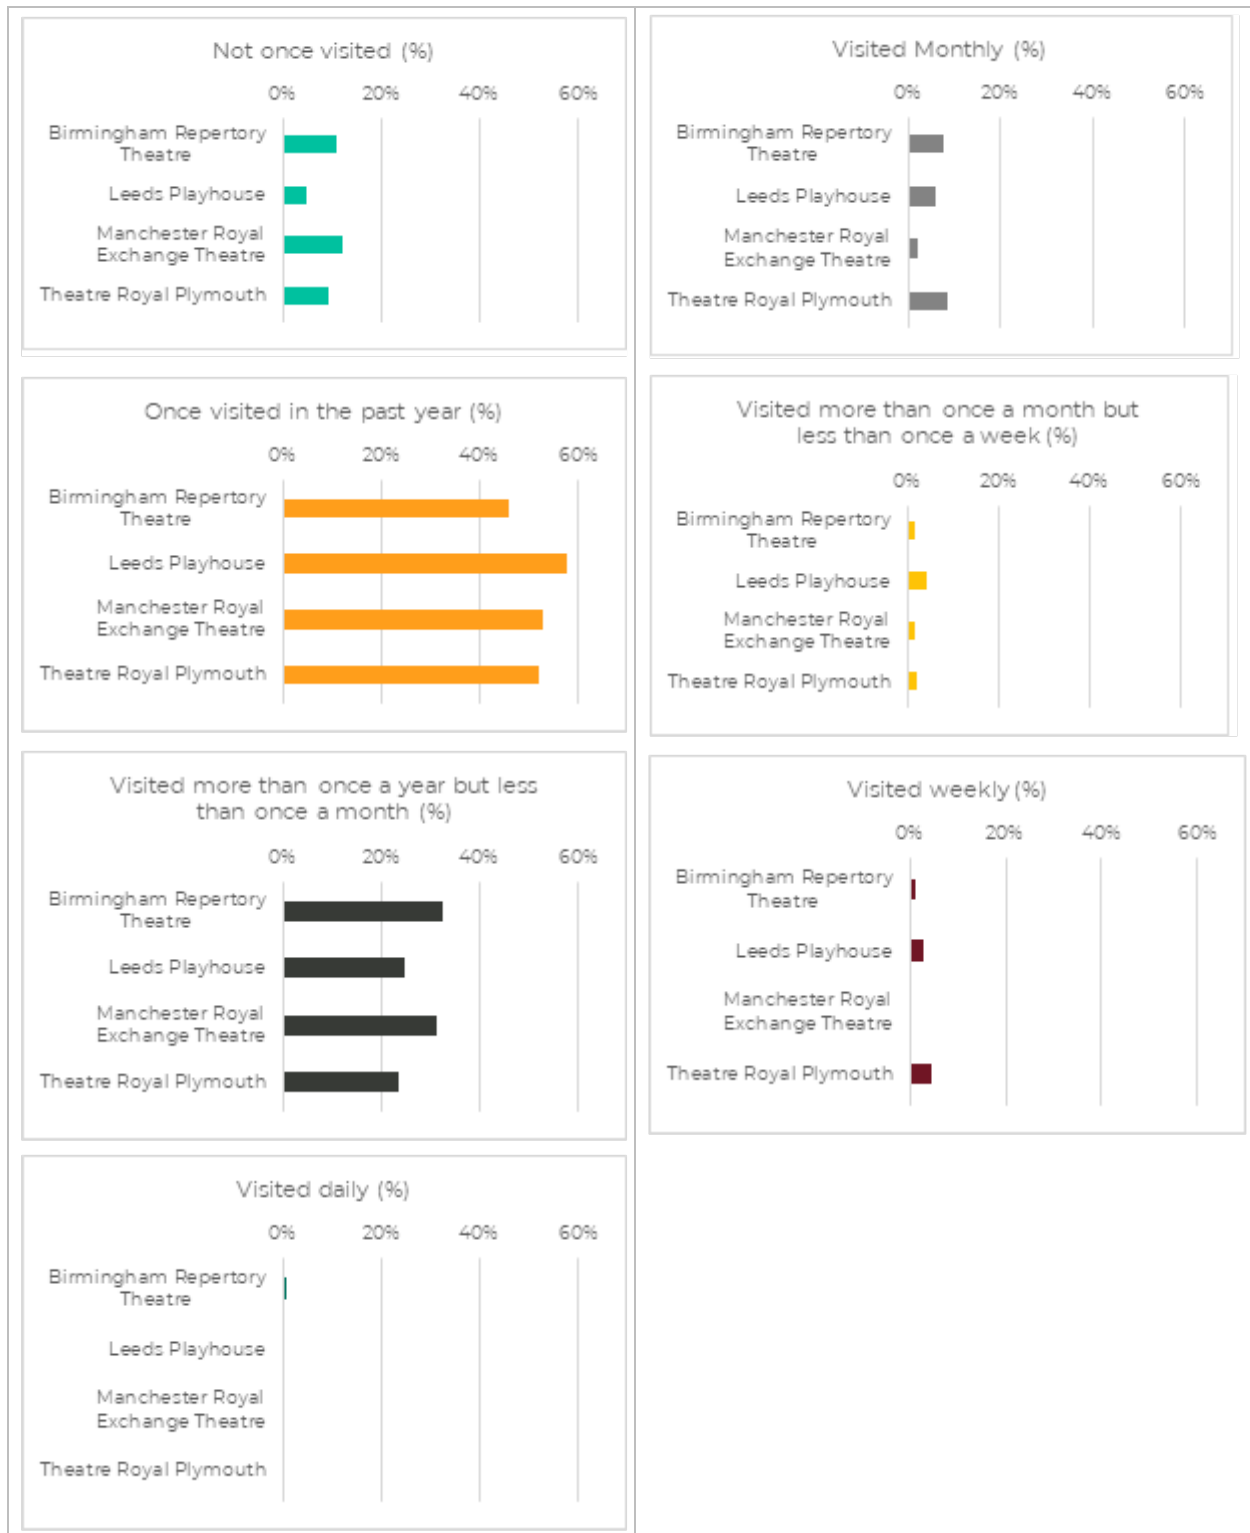 Not once visited (%)
0% 20% 40% 60%
Birmingham Repertory
Theatre
Leeds Playhouse
Manchester Royal
Exchange Theatre
Theatre Royal Plymouth
Once visited in the past year (%)
0% 20% 40% 60%
Birmingham Repertory
Theatre
Leeds Playhouse
Manchester Royal
Exchange Theatre
Theatre Royal Plymouth
Visited more than once a year but less
than once a month (%)
0% 20% 40% 60%
Birmingham Repertory
Theatre
Leeds Playhouse
Manchester Royal
Exchange Theatre
Theatre Royal Plymouth
Visited daily (%)
0% 20% 40% 60%
Birmingham Repertory
Theatre
Leeds Playhouse
Manchester Royal
Exchange Theatre
Theatre Royal Plymouth
Visited Monthly (%)
0% 20% 40% 60%
Birmingham Repertory
Theatre
Leeds Playhouse
Manchester Royal
Exchange Theatre
Theatre Royal Plymouth
Visited more than once a month but
less than once a week (%)
0% 20% 40% 60%
Birmingham Repertory
Theatre
Leeds Playhouse
Manchester Royal
Exchange Theatre
Theatre Royal Plymouth
Visited weekly (%)
0% 20% 40% 60%
Birmingham Repertory
Theatre
Leeds Playhouse
Manchester Royal
Exchange Theatre
Theatre Royal Plymouth